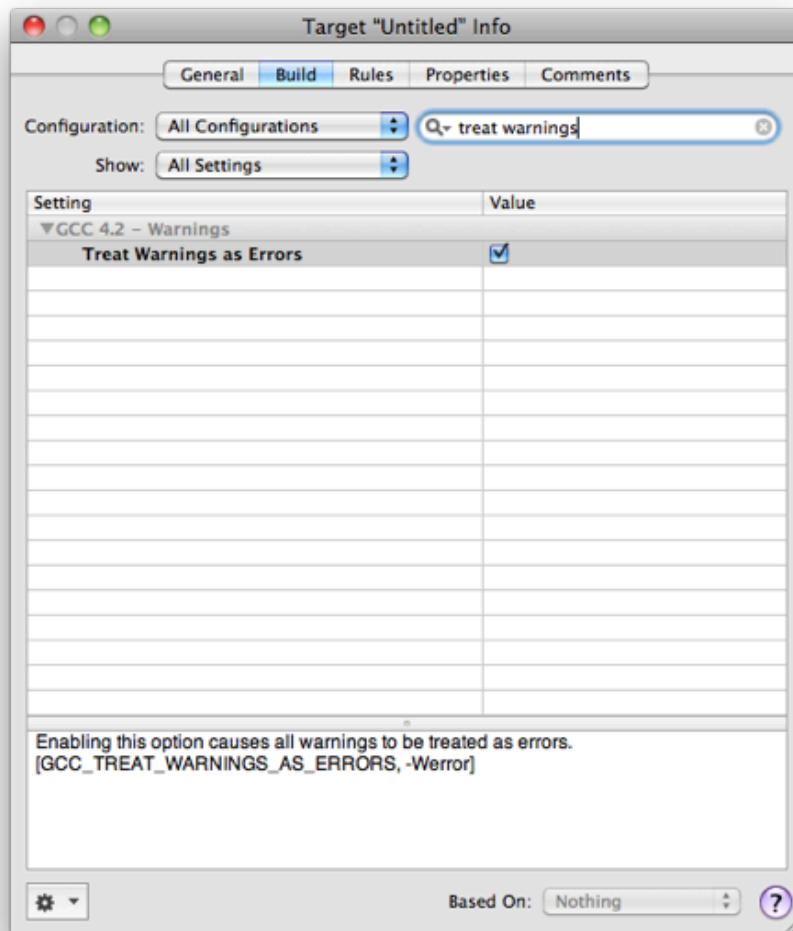 Target “Untitled” Info
General Build Rules Properties Comments
Configuration: All Configurations treat warnings
Show: All Settings
Setting Value
▼GCC 4.2 – Warnings
Treat Warnings as Errors
Enabling this option causes all warnings to be treated as errors.
[GCC_TREAT_WARNINGS_AS_ERRORS, -Werror]
Based On: Nothing ?